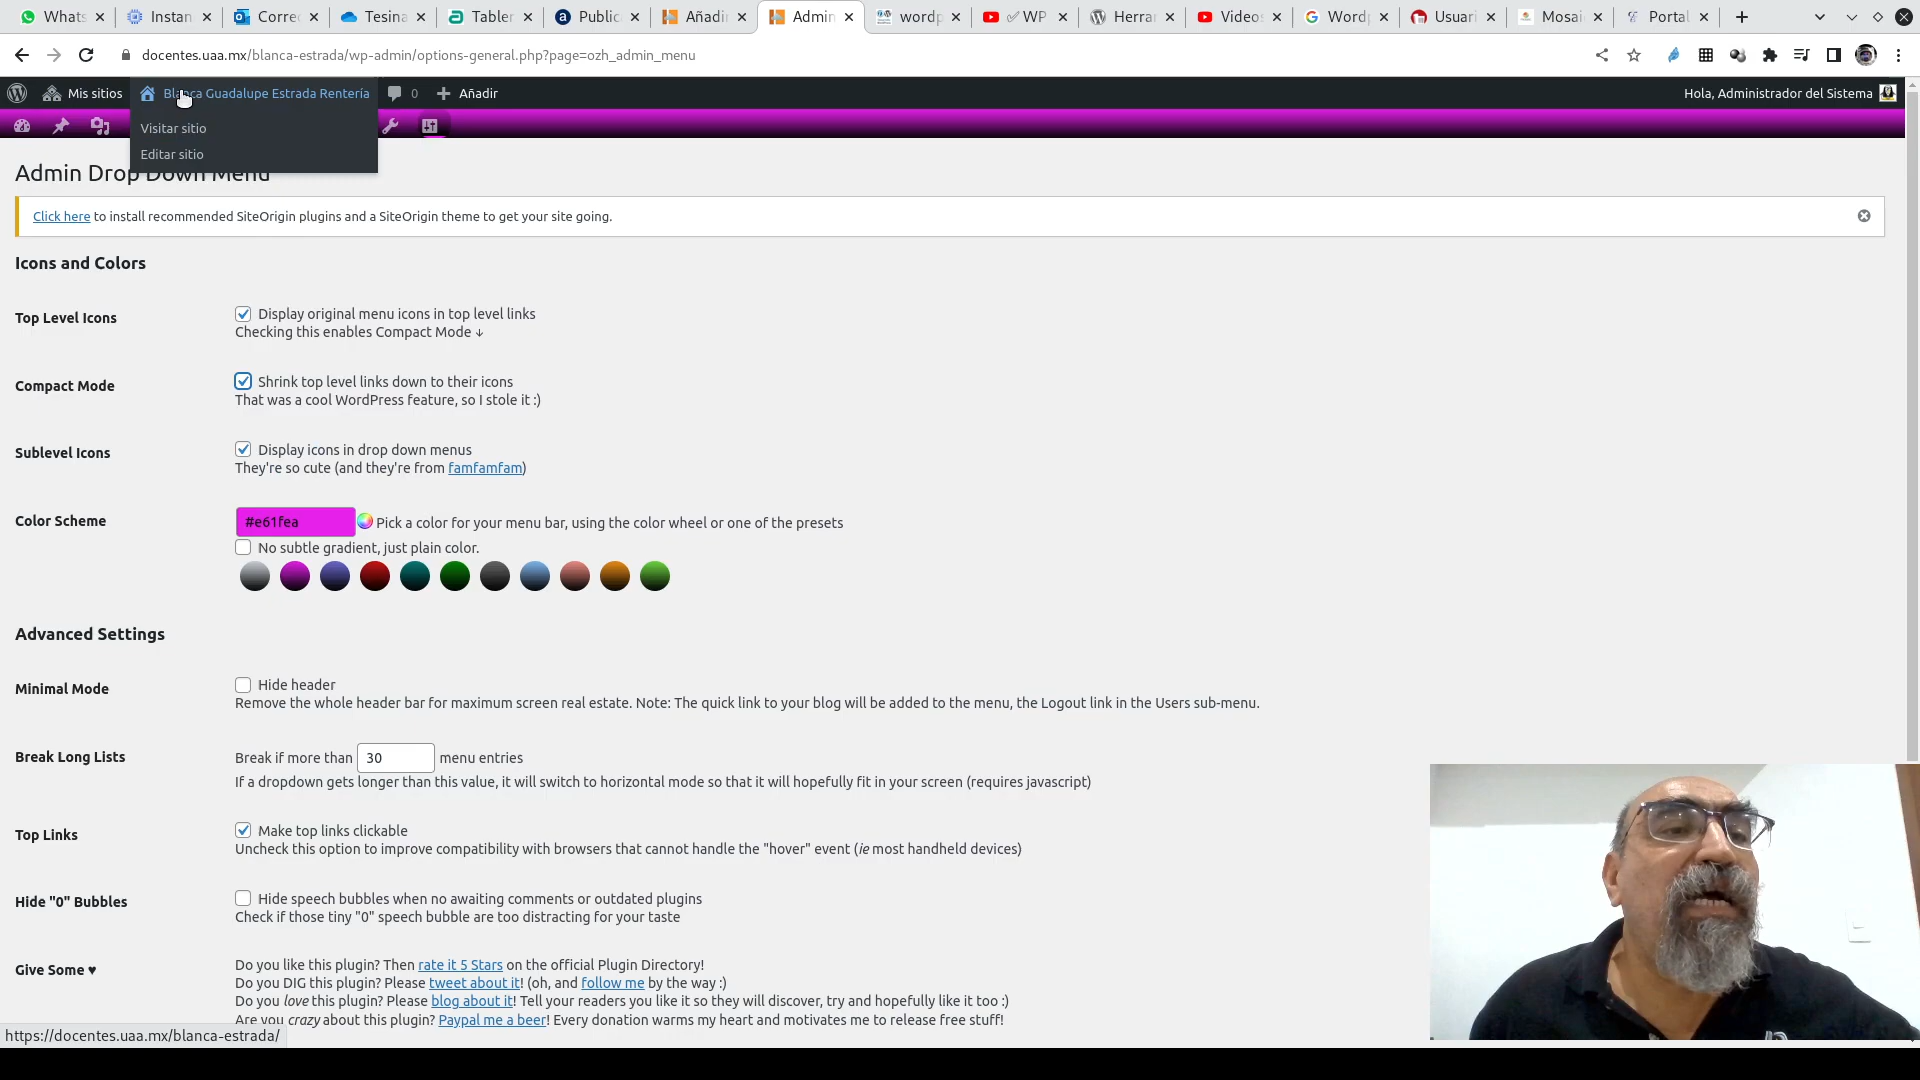 Whats
Instan
Corre
Tesina
Tabler
Public
Añadir
Admin
wordp
WP
Herrar
Videos
Wordp
Usuari
Mosai
Portal
docentes.uaa.mx/blanca-estrada/wp-admin/options-general.php?page=ozh_admin_menu
Mis sitios
Blanca Guadalupe Estrada Rentería
0
Añadir
Hola, Administrador del Sistema
Visitar sitio
Editar sitio
Admin Drop Down Menu
Click here to install recommended SiteOrigin plugins and a SiteOrigin theme to get your site going.
Icons and Colors
Top Level Icons
Display original menu icons in top level links
Checking this enables Compact Mode ↓
Compact Mode
Shrink top level links down to their icons
That was a cool WordPress feature, so I stole it :)
Sublevel Icons
Display icons in drop down menus
They're so cute (and they're from famfamfam)
Color Scheme
#e61fea
Pick a color for your menu bar, using the color wheel or one of the presets
No subtle gradient, just plain color.
Advanced Settings
Minimal Mode
Hide header
Remove the whole header bar for maximum screen real estate. Note: The quick link to your blog will be added to the menu, the Logout link in the Users sub-menu.
Break Long Lists
Break if more than 30 menu entries
If a dropdown gets longer than this value, it will switch to horizontal mode so that it will hopefully fit in your screen (requires javascript)
Top Links
Make top links clickable
Uncheck this option to improve compatibility with browsers that cannot handle the "hover" event (ie most handheld devices)
Hide "0" Bubbles
Hide speech bubbles when no awaiting comments or outdated plugins
Check if those tiny "0" speech bubble are too distracting for your taste
Give Some ♥
Do you like this plugin? Then rate it 5 Stars on the official Plugin Directory!
Do you DIG this plugin? Please tweet about it! (oh, and follow me by the way :)
Do you love this plugin? Please blog about it! Tell your readers you like it so they will discover, try and hopefully like it too :)
Are you crazy about this plugin? Paypal me a beer! Every donation warms my heart and motivates me to release free stuff!
https://docentes.uaa.mx/blanca-estrada/